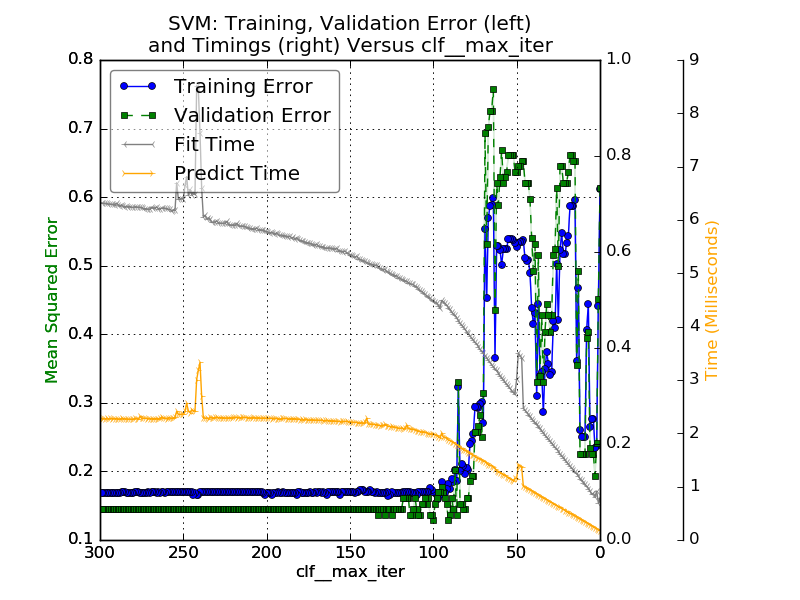 SVM: Training, Validation Error (left)
and Timings (right) Versus clf__max_iter
Training Error
Validation Error
Fit Time
Predict Time
Mean Squared Error
0.8
0.7
0.6
0.5
0.4
0.3
0.2
0.1
300 250 200 150 100 50 0
clf__max_iter
1.0
0.8
0.6
0.4
0.2
0.0
9
8
7
6
5
4
3
2
1
0
Time (Milliseconds)